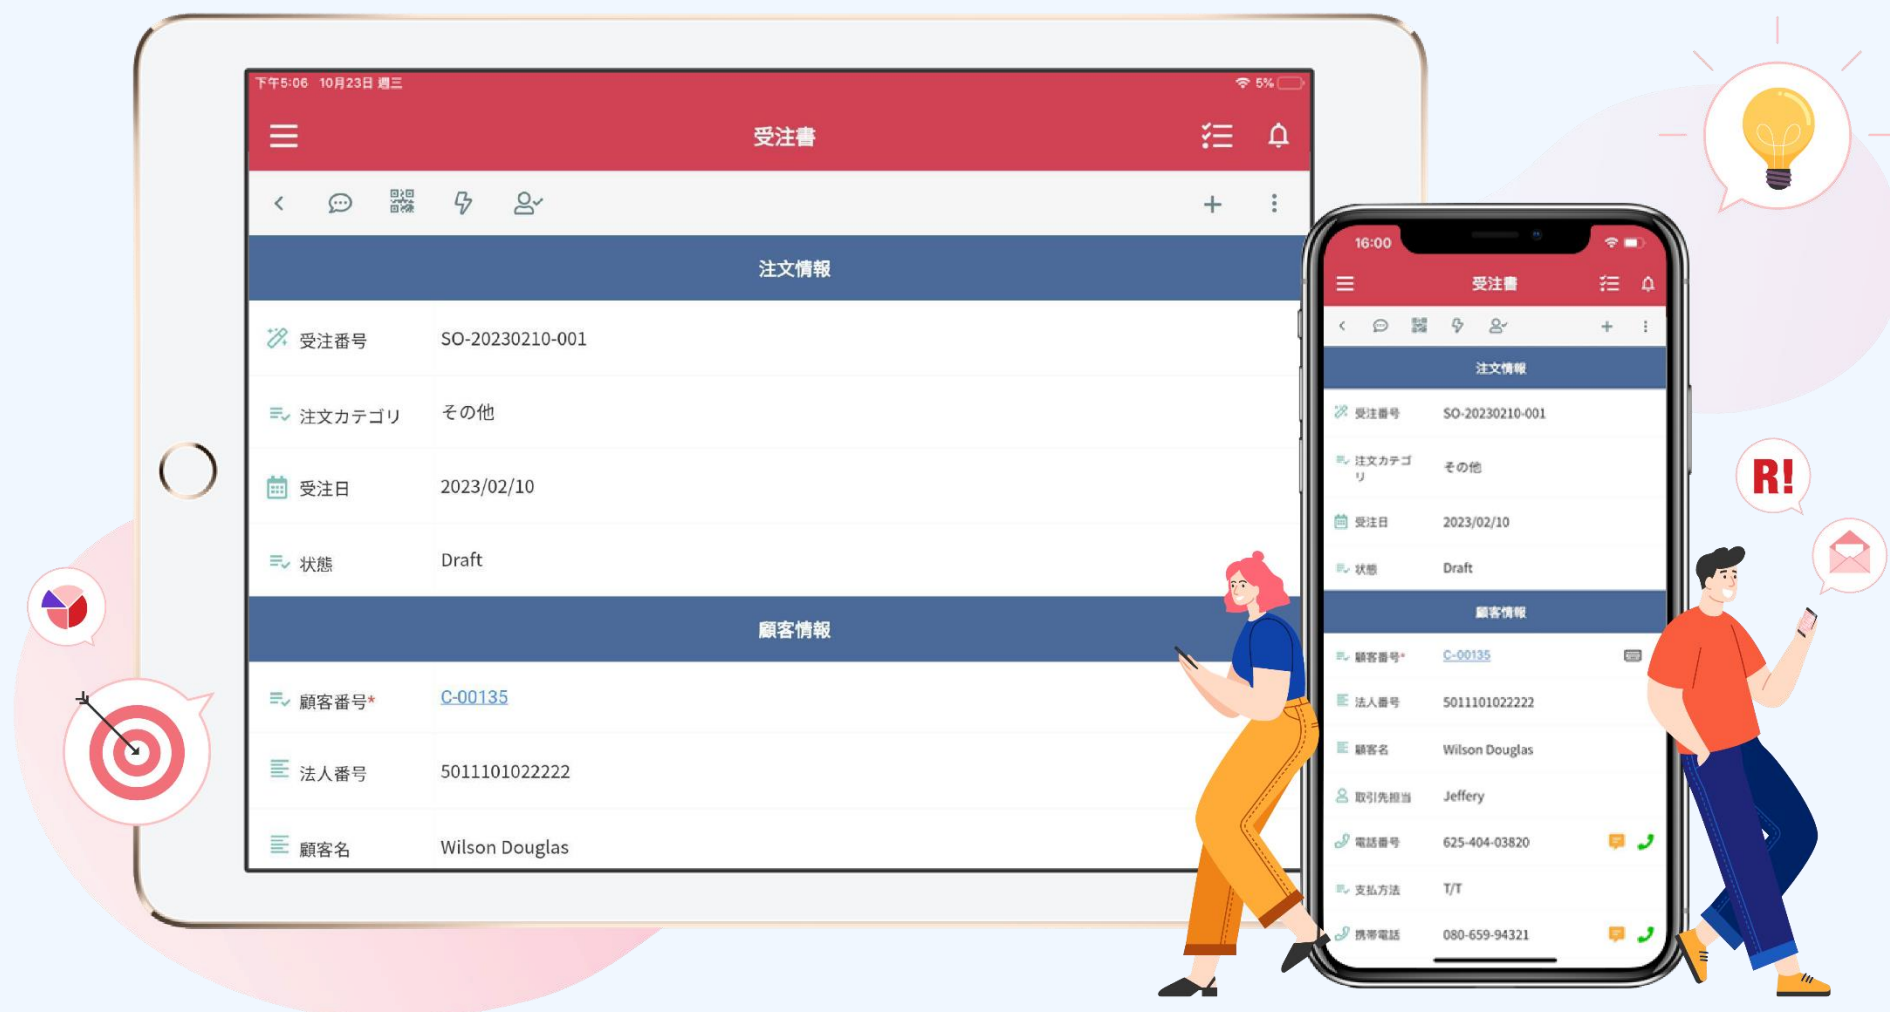 下午5:06 10月23日 週三
5%
受注書
注文情報
受注番号 SO-20230210-001
注文カテゴリ その他
受注日 2023/02/10
状態 Draft
顧客情報
顧客番号* C-00135
法人番号 5011101022222
顧客名 Wilson Douglas
16:00
受注書
注文情報
受注番号 SO-20230210-001
注文カテゴ
リ
その他
受注日 2023/02/10
状態 Draft
顧客情報
顧客番号* C-00135
法人番号 5011101022222
顧客名 Wilson Douglas
取引先担当 Jeffery
電話番号 625-404-03820
支払方法 T/T
携帯電話 080-659-94321
R!